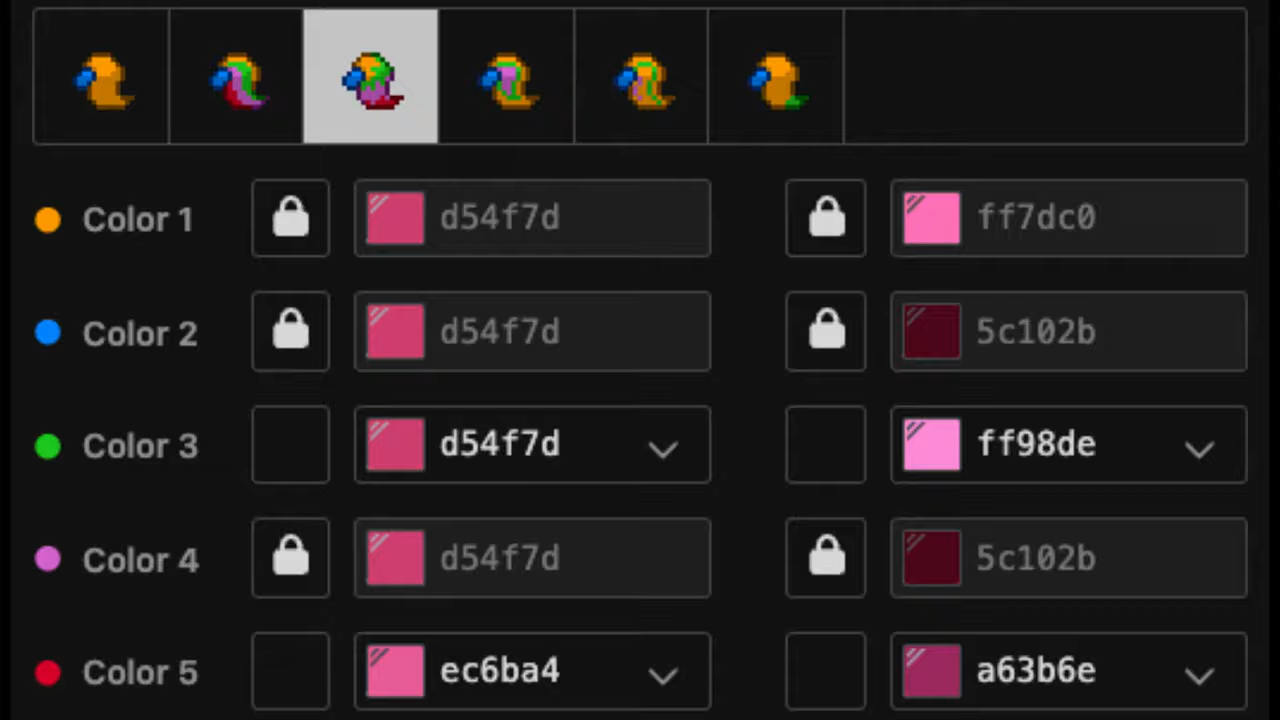 Color 1 d54f7d ff7dc0
Color 2 d54f7d 5c102b
Color 3 d54f7d ff98de
Color 4 d54f7d 5c102b
Color 5 ec6ba4 a63b6e